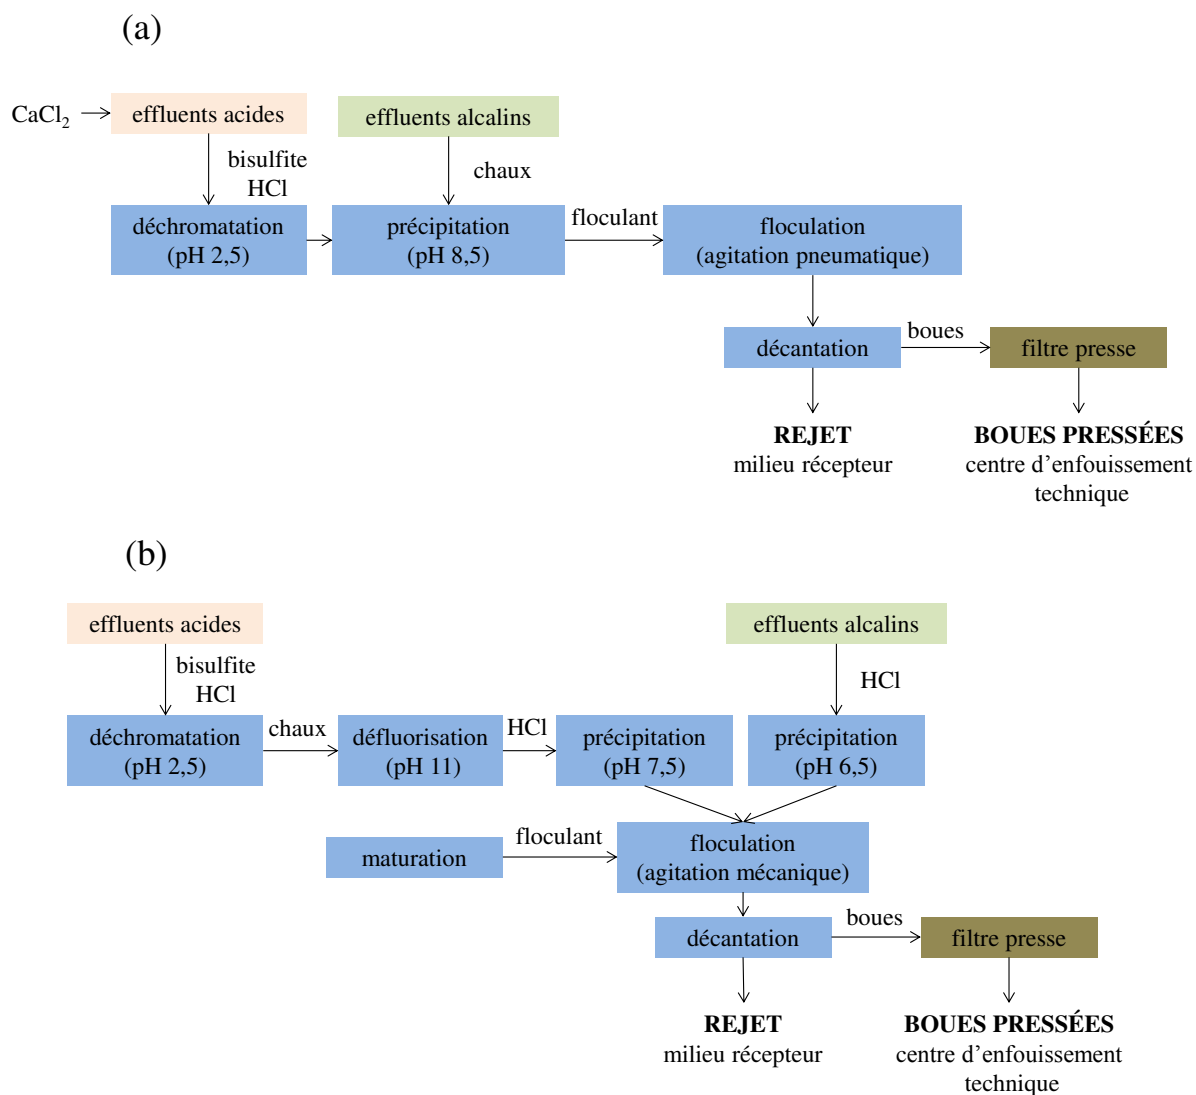 (a)
CaCl₂
effluents acides
effluents alcalins
bisulfite
HCl
chaux
déchromatation
(pH 2,5)
précipitation
(pH 8,5)
floculant
floculation
(agitation pneumatique)
décantation
boues
filtre presse
REJET
milieu récepteur
BOUES PRESSÉES
centre d’enfouissement
technique
(b)
effluents acides
effluents alcalins
bisulfite
HCl
HCl
déchromatation
(pH 2,5)
chaux
défluorisation
(pH 11)
HCl
précipitation
(pH 7,5)
précipitation
(pH 6,5)
maturation
floculant
floculation
(agitation mécanique)
décantation
boues
filtre presse
REJET
milieu récepteur
BOUES PRESSÉES
centre d’enfouissement
technique